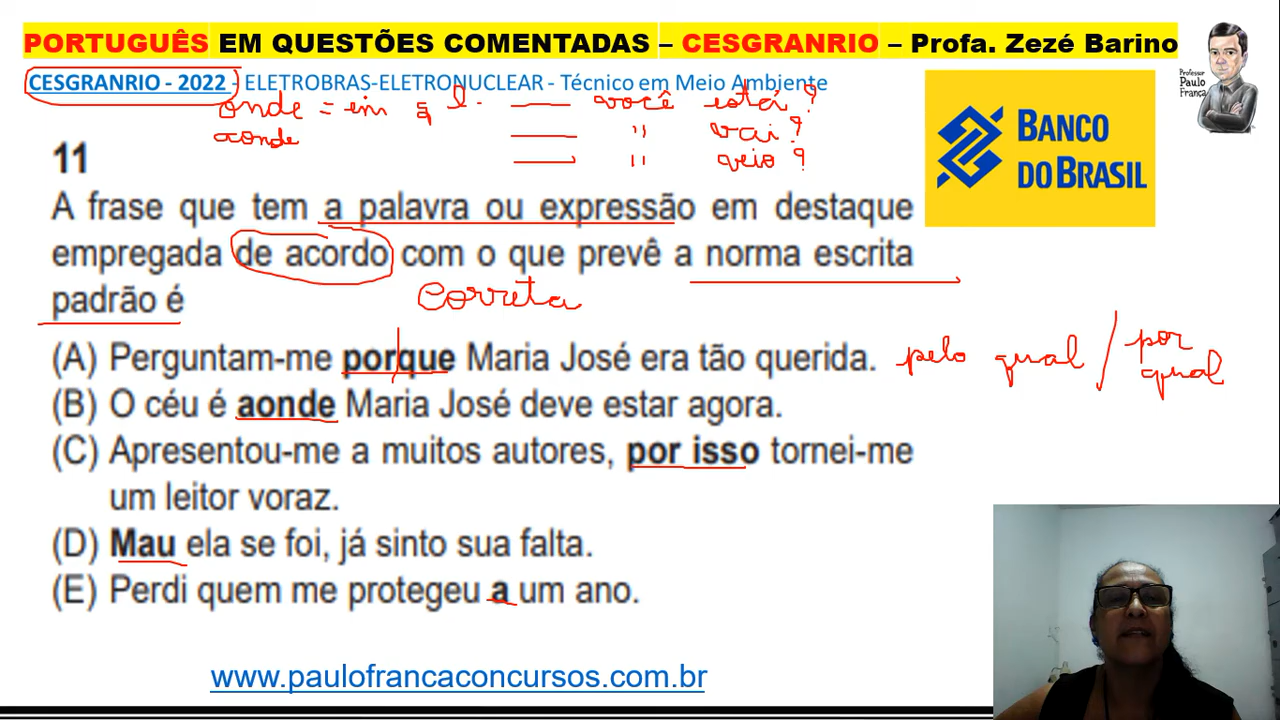 PORTUGUÊS EM QUESTÕES COMENTADAS – CESGRANRIO – Profa. Zezé Barino
CESGRANRIO - 2022 - ELETROBRAS-ELETRONUCLEAR - Técnico em Meio Ambiente
Professor
Paulo
França
onde = em q l. ___ você está?
aonde ___ " vai?
___ " veio?
BANCO
DO BRASIL
11
A frase que tem a palavra ou expressão em destaque
empregada de acordo com o que prevê a norma escrita
padrão é
correta
(A) Perguntam-me porque Maria José era tão querida.
pelo qual / por
qual
(B) O céu é aonde Maria José deve estar agora.
(C) Apresentou-me a muitos autores, por isso tornei-me
um leitor voraz.
(D) Mau ela se foi, já sinto sua falta.
(E) Perdi quem me protegeu a um ano.
www.paulofrancaconcursos.com.br